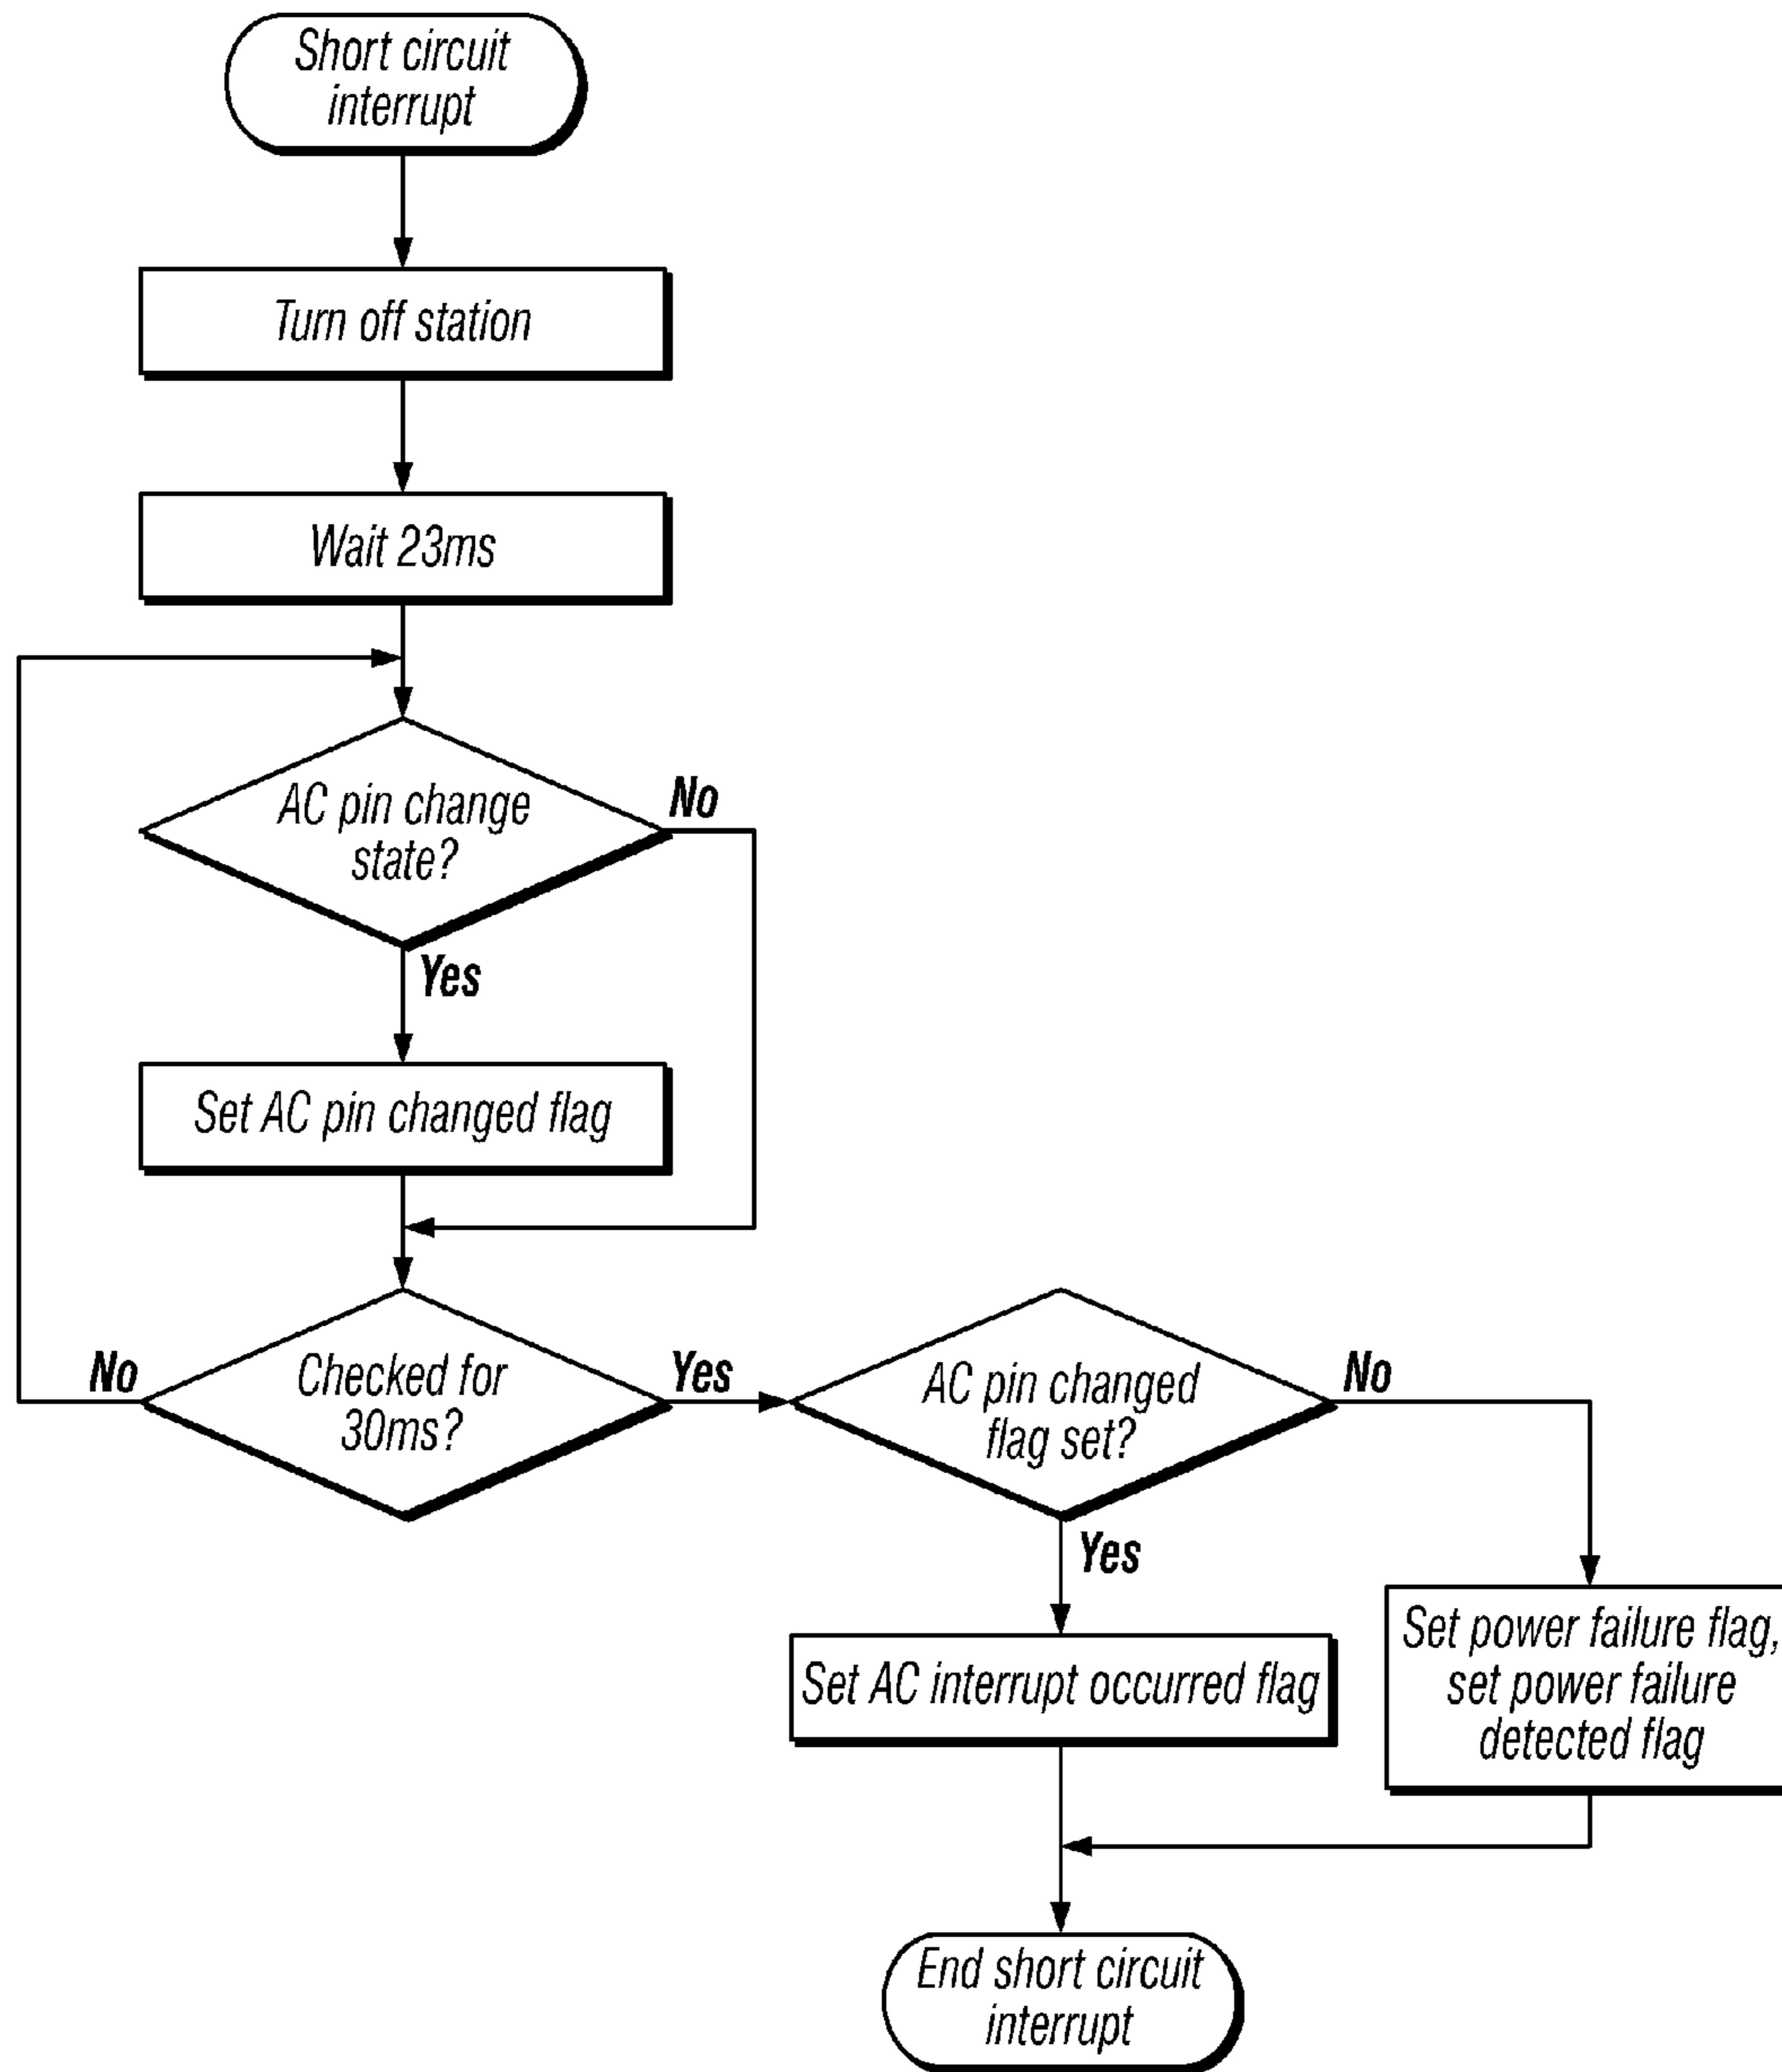 Short circuit
interrupt
Turn off station
Wait 23ms
AC pin change
state?
No
Yes
Set AC pin changed flag
Checked for
30ms?
No
Yes
AC pin changed
flag set?
No
Yes
Set AC interrupt occurred flag
Set power failure flag,
set power failure
detected flag
End short circuit
interrupt